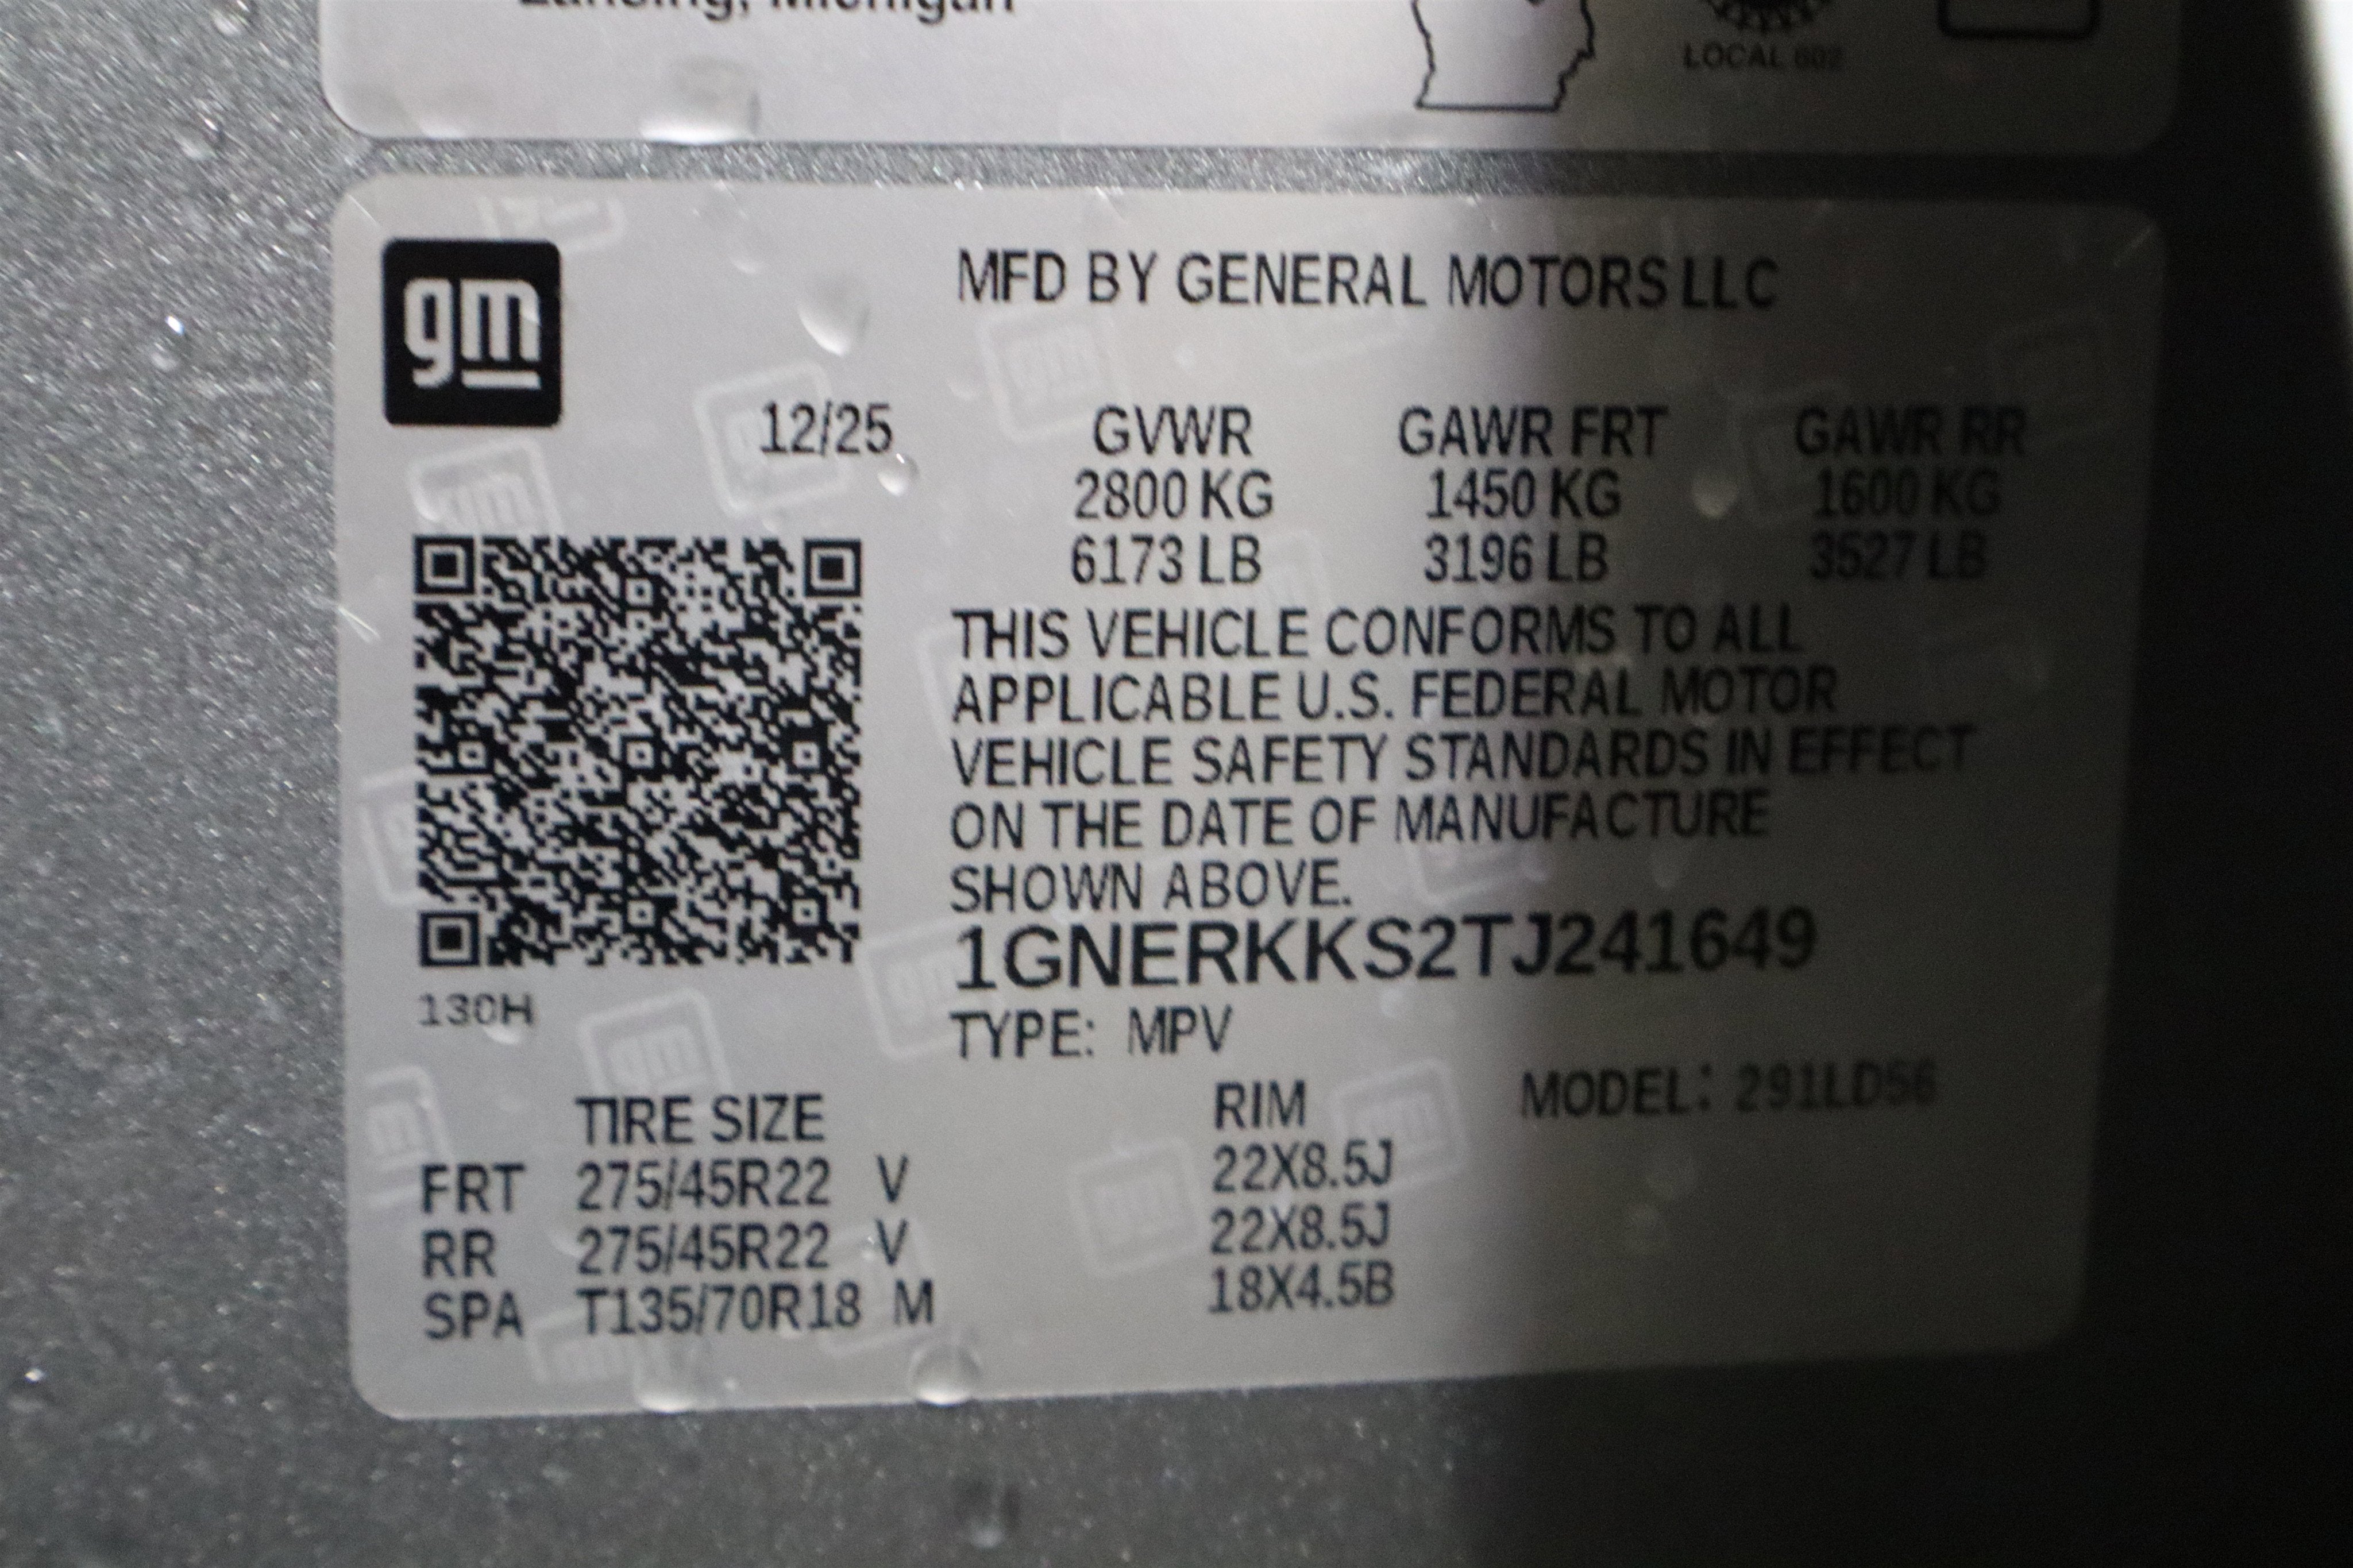 Lansing, Michigan
LOCAL 602
gm
MFD BY GENERAL MOTORS LLC
12/25
GVWR GAWR FRT GAWR RR
2800 KG 1450 KG 1600 KG
6173 LB 3196 LB 3527 LB
THIS VEHICLE CONFORMS TO ALL
APPLICABLE U.S. FEDERAL MOTOR
VEHICLE SAFETY STANDARDS IN EFFECT
ON THE DATE OF MANUFACTURE
SHOWN ABOVE.
1GNERKKS2TJ241649
130H
TYPE: MPV
TIRE SIZE RIM MODEL: 291LD56
FRT 275/45R22 V 22X8.5J
RR 275/45R22 V 22X8.5J
SPA T135/70R18 M 18X4.5B